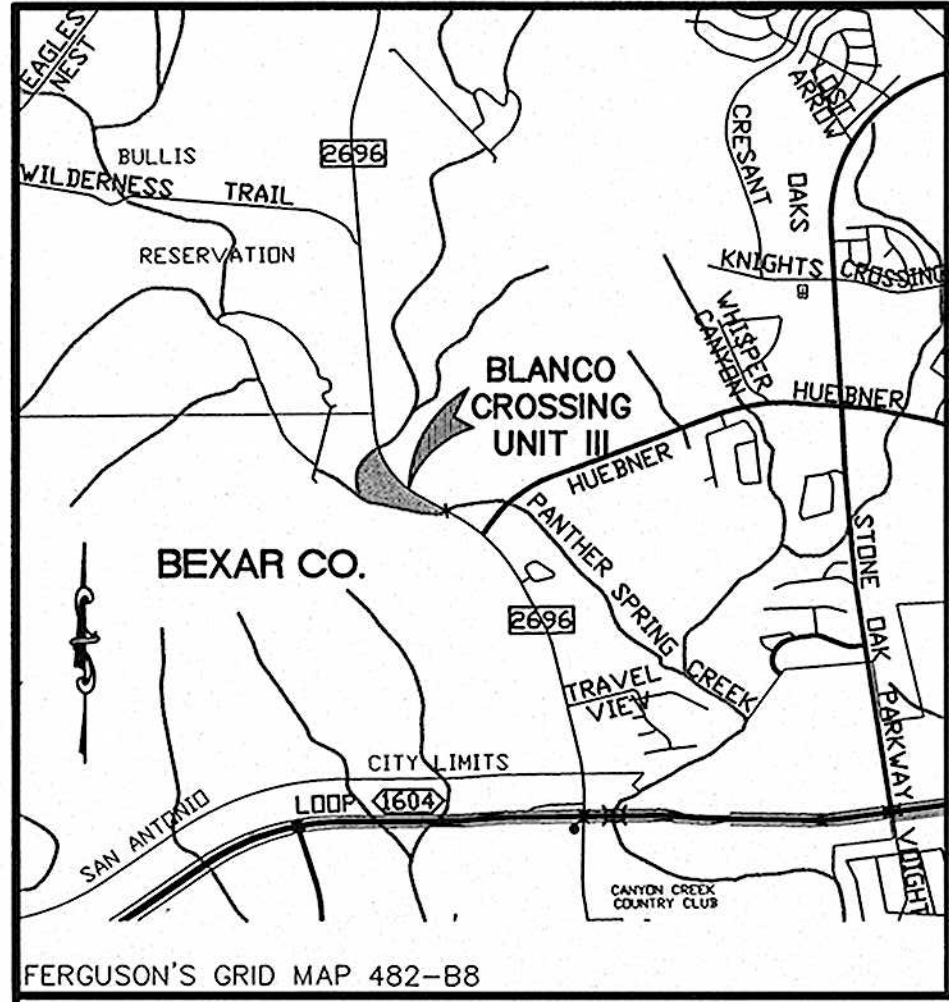 EAGLES
NEST
BULLIS
WILDERNESS TRAIL
RESERVATION
2696
LOST
ARROW
CRESANT
OAKS
KNIGHTS CROSSING
WHISPER
CANYON
HUEBNER
BLANCO
CROSSING
UNIT III
HUEBNER
PANTHER SPRING CREEK
BEXAR CO.
2696
STONE OAK PARKWAY
TRAVEL
VIEW
CITY LIMITS
SAN ANTONIO
LOOP 1604
VOIGHT
CANYON CREEK
COUNTRY CLUB
FERGUSON'S GRID MAP 482-B8